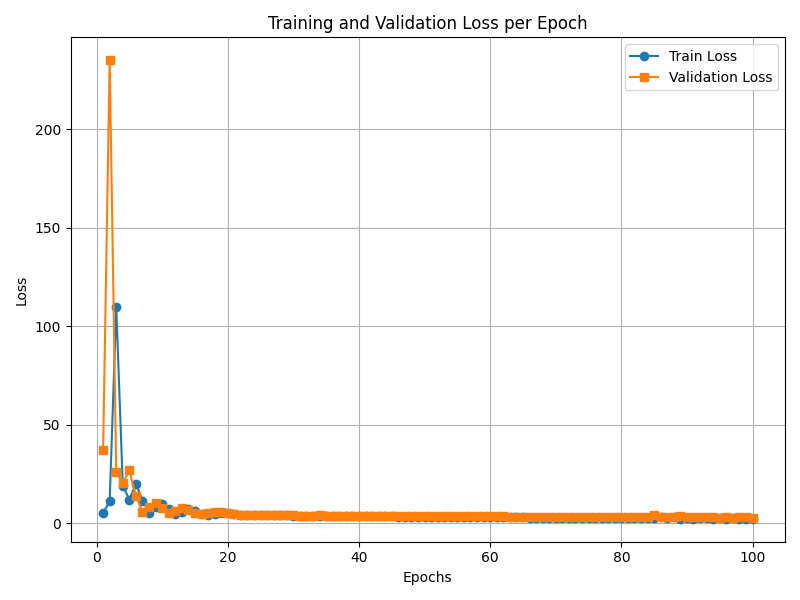 Training and Validation Loss per Epoch
Train Loss
Validation Loss
200
150
100
50
0
Loss
0 20 40 60 80 100
Epochs